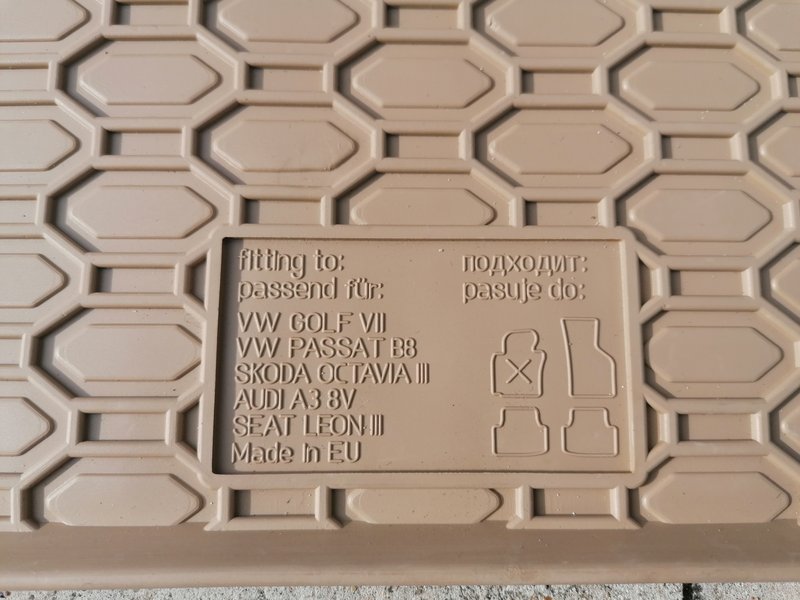 fitting to:
passend für:
VW GOLF VII
VW PASSAT B8
SKODA OCTAVIA III
AUDI A3 8V
SEAT LEON III
Made in EU
подходит:
pasuje do: